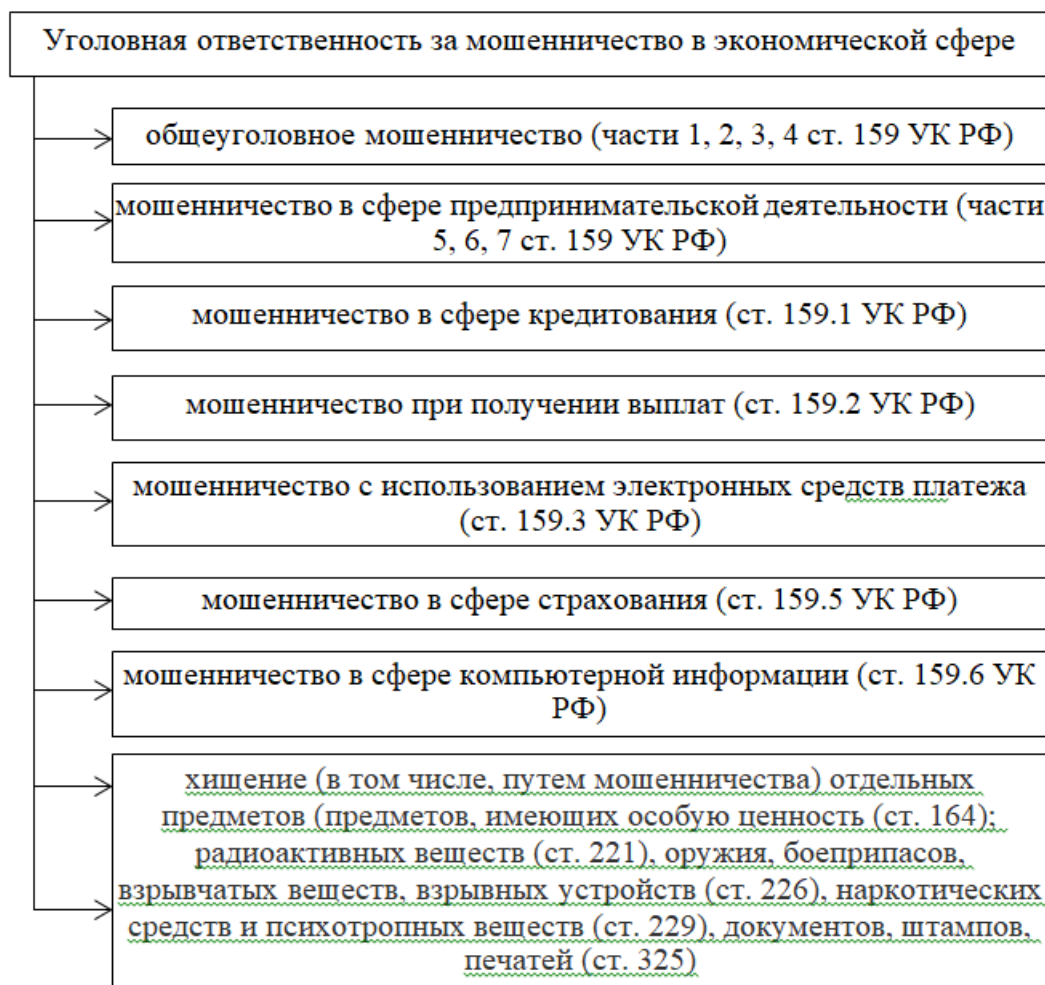 Уголовная ответственность за мошенничество в экономической сфере
общеуголовное мошенничество (части 1, 2, 3, 4 ст. 159 УК РФ)
мошенничество в сфере предпринимательской деятельности (части
5, 6, 7 ст. 159 УК РФ)
мошенничество в сфере кредитования (ст. 159.1 УК РФ)
мошенничество при получении выплат (ст. 159.2 УК РФ)
мошенничество с использованием электронных средств платежа
(ст. 159.3 УК РФ)
мошенничество в сфере страхования (ст. 159.5 УК РФ)
мошенничество в сфере компьютерной информации (ст. 159.6 УК
РФ)
хищение (в том числе, путем мошенничества) отдельных
предметов (предметов, имеющих особую ценность (ст. 164);
радиоактивных веществ (ст. 221), оружия, боеприпасов,
взрывчатых веществ, взрывных устройств (ст. 226), наркотических
средств и психотропных веществ (ст. 229), документов, штампов,
печатей (ст. 325)